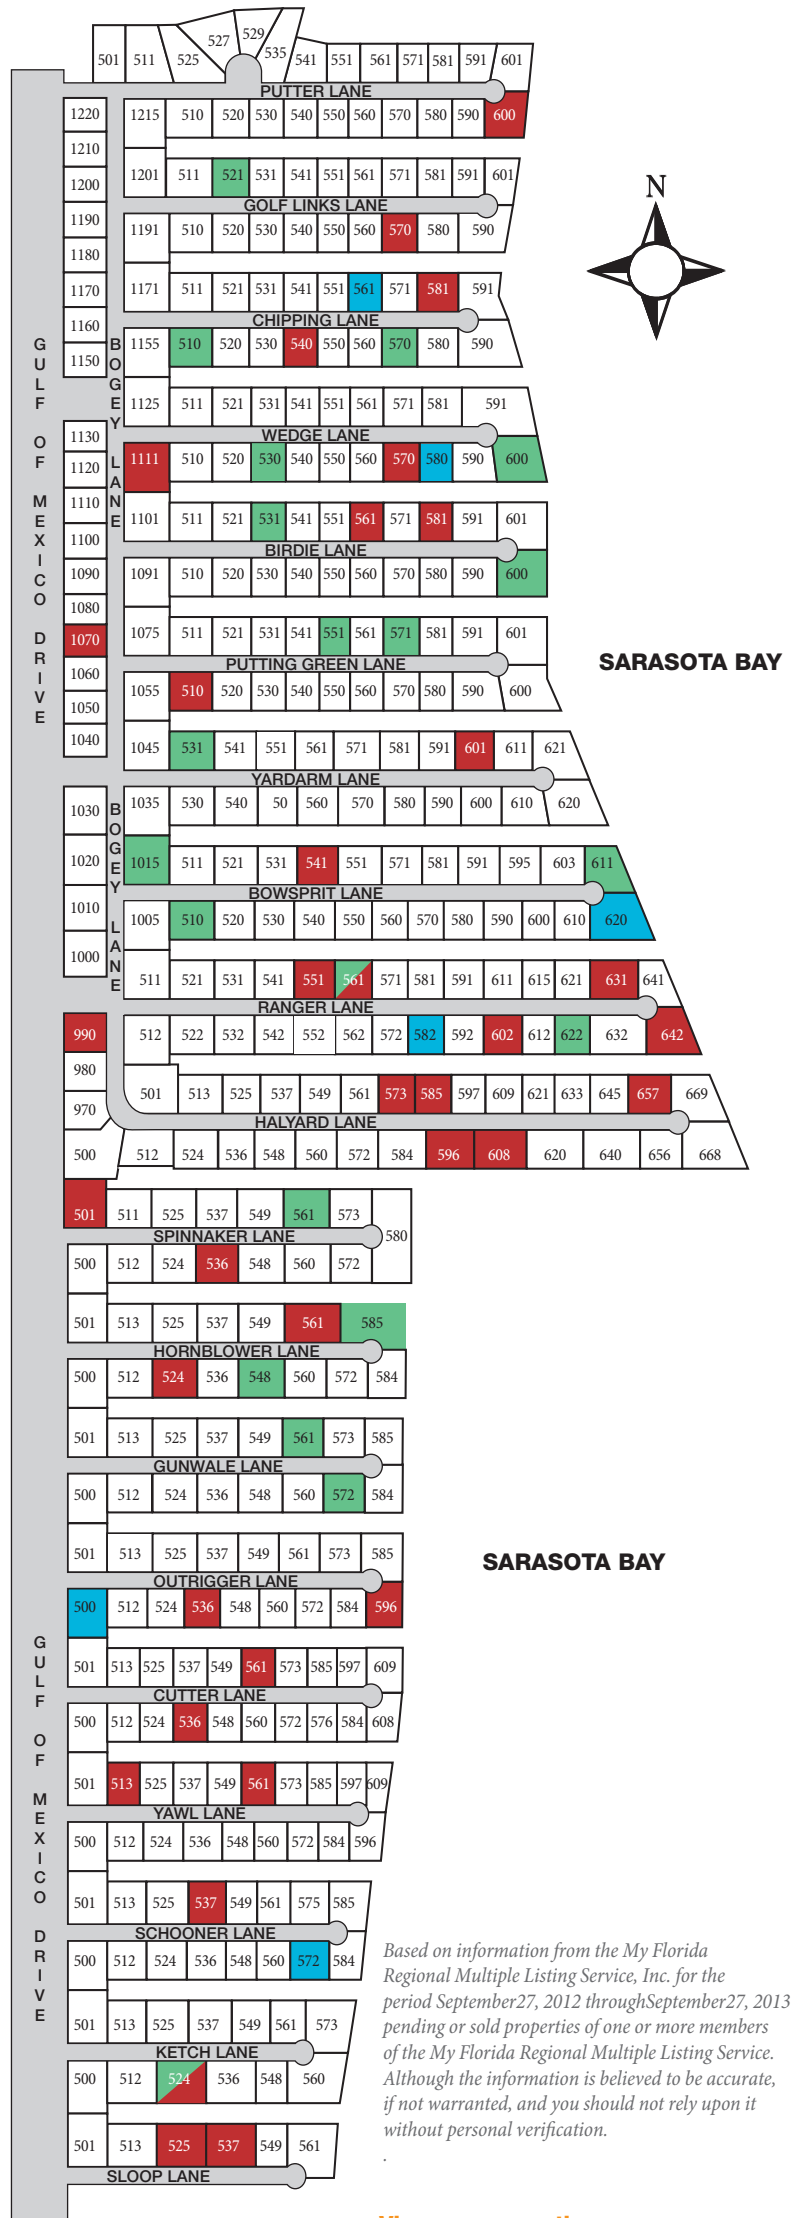 501 511 525 527 529 535 541 551 561 571 581 591 601
PUTTER LANE
1220 1215 510 520 530 540 550 560 570 580 590 600
1210
1200 1201 511 521 531 541 551 561 571 581 591 601
GOLF LINKS LANE
1190 1191 510 520 530 540 550 560 570 580 590
N
1180
1170 1171 511 521 531 541 551 561 571 581 591
CHIPPING LANE
1160
1150 1155 510 520 530 540 550 560 570 580 590
GULF OF MEXICO DRIVE
BOGEY LANE
1125 511 521 531 541 551 561 571 581 591
WEDGE LANE
1130
1120 1111 510 520 530 540 550 560 570 580 590 600
1110
1100 1101 511 521 531 541 551 561 571 581 591 601
BIRDIE LANE
1090 1091 510 520 530 540 550 560 570 580 590 600
1080
1070 1075 511 521 531 541 551 561 571 581 591 601
PUTTING GREEN LANE
SARASOTA BAY
1060
1050 1055 510 520 530 540 550 560 570 580 590 600
1040 1045 531 541 551 561 571 581 591 601 611 621
YARDARM LANE
1030 1035 530 540 50 560 570 580 590 600 610 620
BOGEY LANE
1020 1015 511 521 531 541 551 571 581 591 595 603 611
BOWSPRIT LANE
1010 1005 510 520 530 540 550 560 570 580 590 600 610 620
1000
511 521 531 541 551 561 571 581 591 611 615 621 631 641
RANGER LANE
990 512 522 532 542 552 562 572 582 592 602 612 622 632 642
980
970 501 513 525 537 549 561 573 585 597 609 621 633 645 657 669
HALYARD LANE
500 512 524 536 548 560 572 584 596 608 620 640 656 668
501 511 525 537 549 561 573 580
SPINNAKER LANE
500 512 524 536 548 560 572
501 513 525 537 549 561 585
HORNBLOWER LANE
500 512 524 536 548 560 572 584
501 513 525 537 549 561 573 585
GUNWALE LANE
500 512 524 536 548 560 572 584
501 513 525 537 549 561 573 585
SARASOTA BAY
OUTRIGGER LANE
500 512 524 536 548 560 572 584 596
GULF OF MEXICO DRIVE
501 513 525 537 549 561 573 585 597 609
CUTTER LANE
500 512 524 536 548 560 572 576 584 608
501 513 525 537 549 561 573 585 597 609
YAWL LANE
500 512 524 536 548 560 572 584 596
501 513 525 537 549 561 575 585
SCHOONER LANE
500 512 524 536 548 560 572 584
501 513 525 537 549 561 573
KETCH LANE
500 512 524 536 548 560
501 513 525 537 549 561
SLOOP LANE
Based on information from the My Florida
Regional Multiple Listing Service, Inc. for the
period September27, 2012 throughSeptember27, 2013
pending or sold properties of one or more members
of the My Florida Regional Multiple Listing Service.
Although the information is believed to be accurate,
if not warranted, and you should not rely upon it
without personal verification.
.